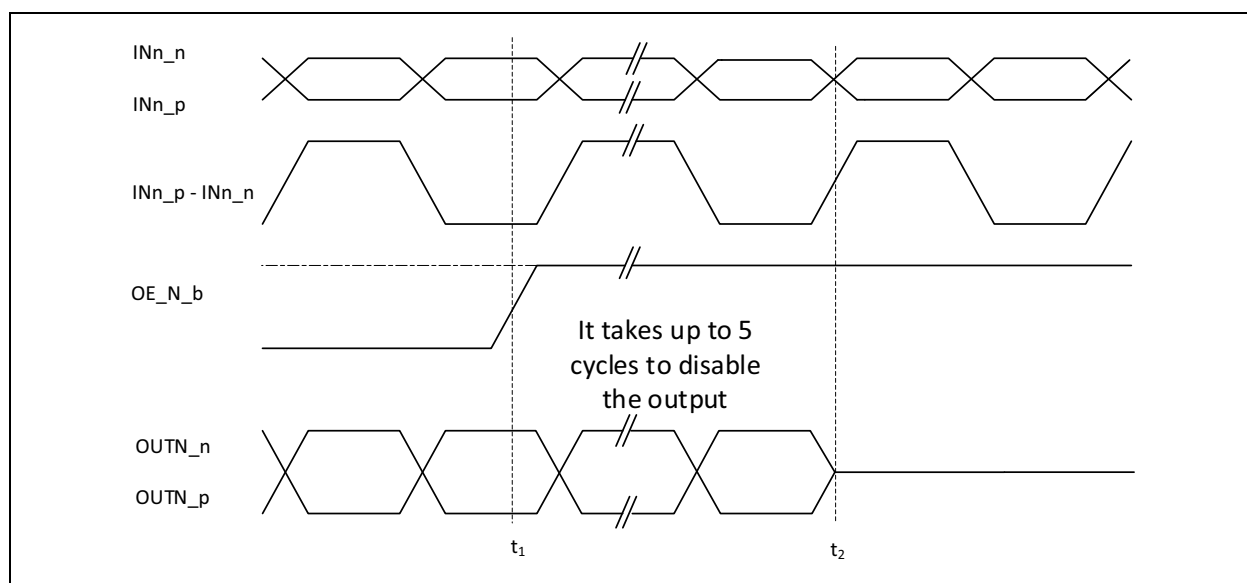 INn_n
INn_p
INn_p - INn_n
OE_N_b
It takes up to 5
cycles to disable
the output
OUTN_n
OUTN_p
t₁
t₂